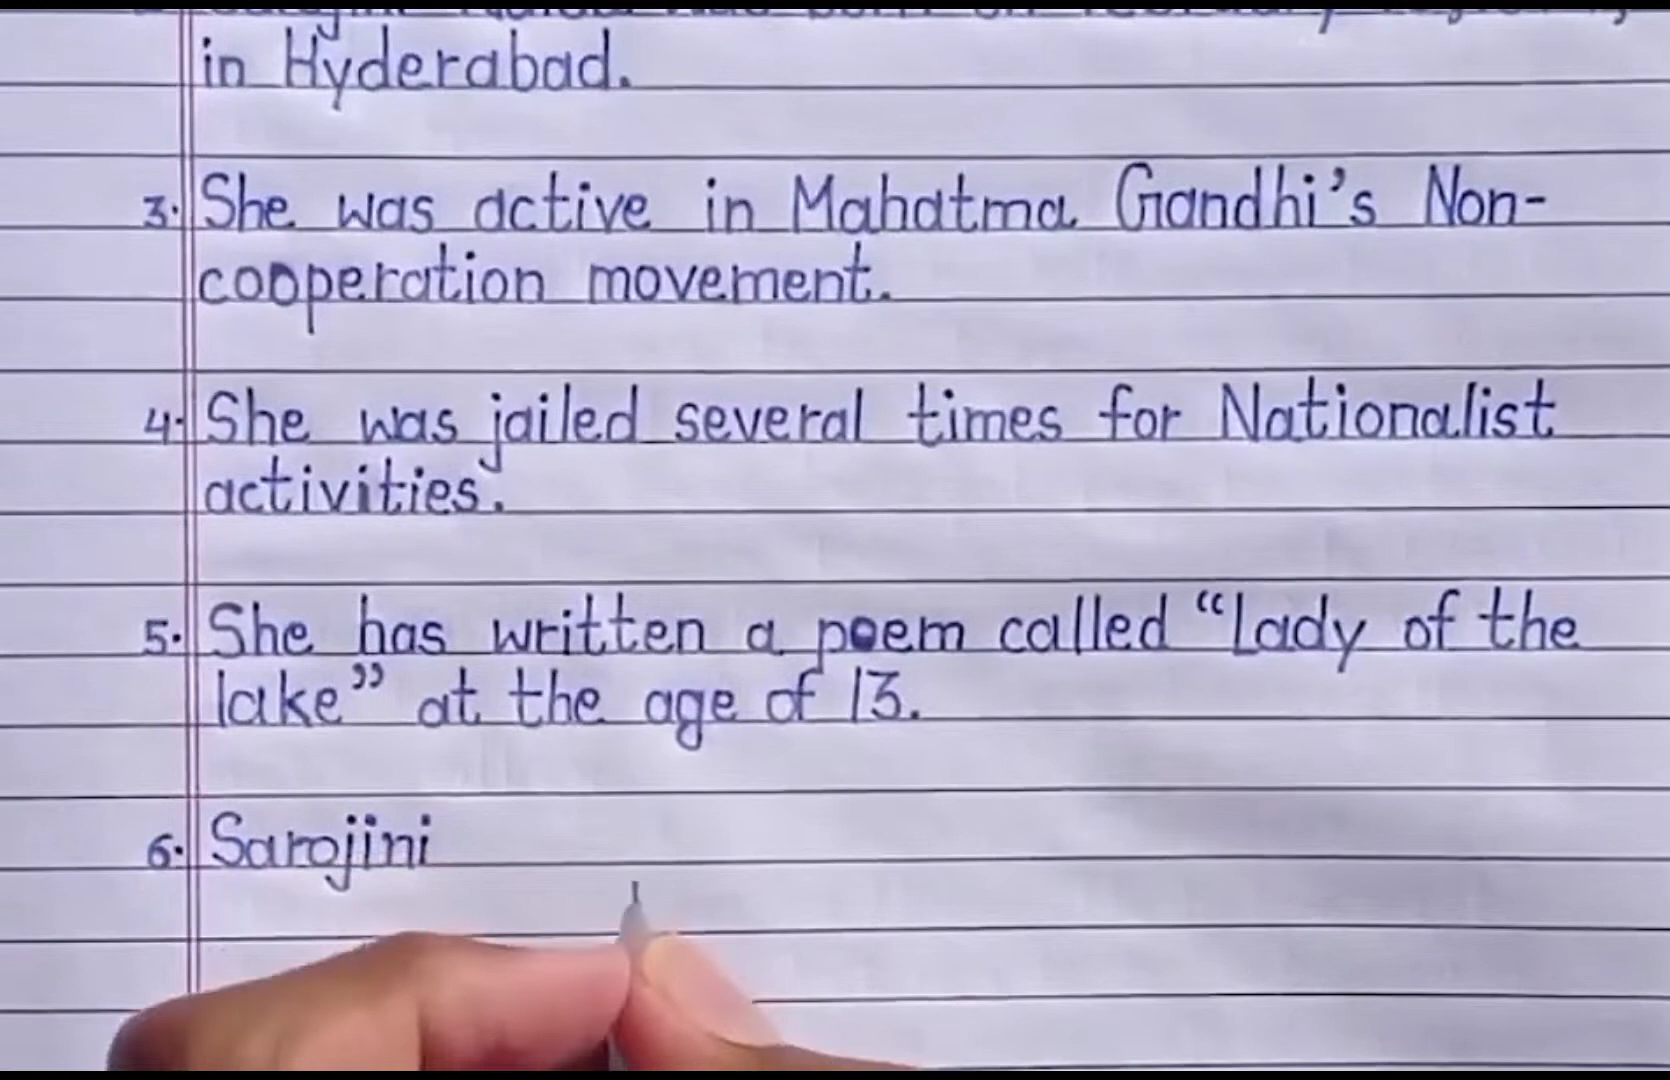 in Hyderabad.
3. She was active in Mahatma Gandhi's Non-
cooperation movement.
4. She was jailed several times for Nationalist
activities.
5. She has written a poem called “Lady of the
lake” at the age of 13.
6. Sarojini